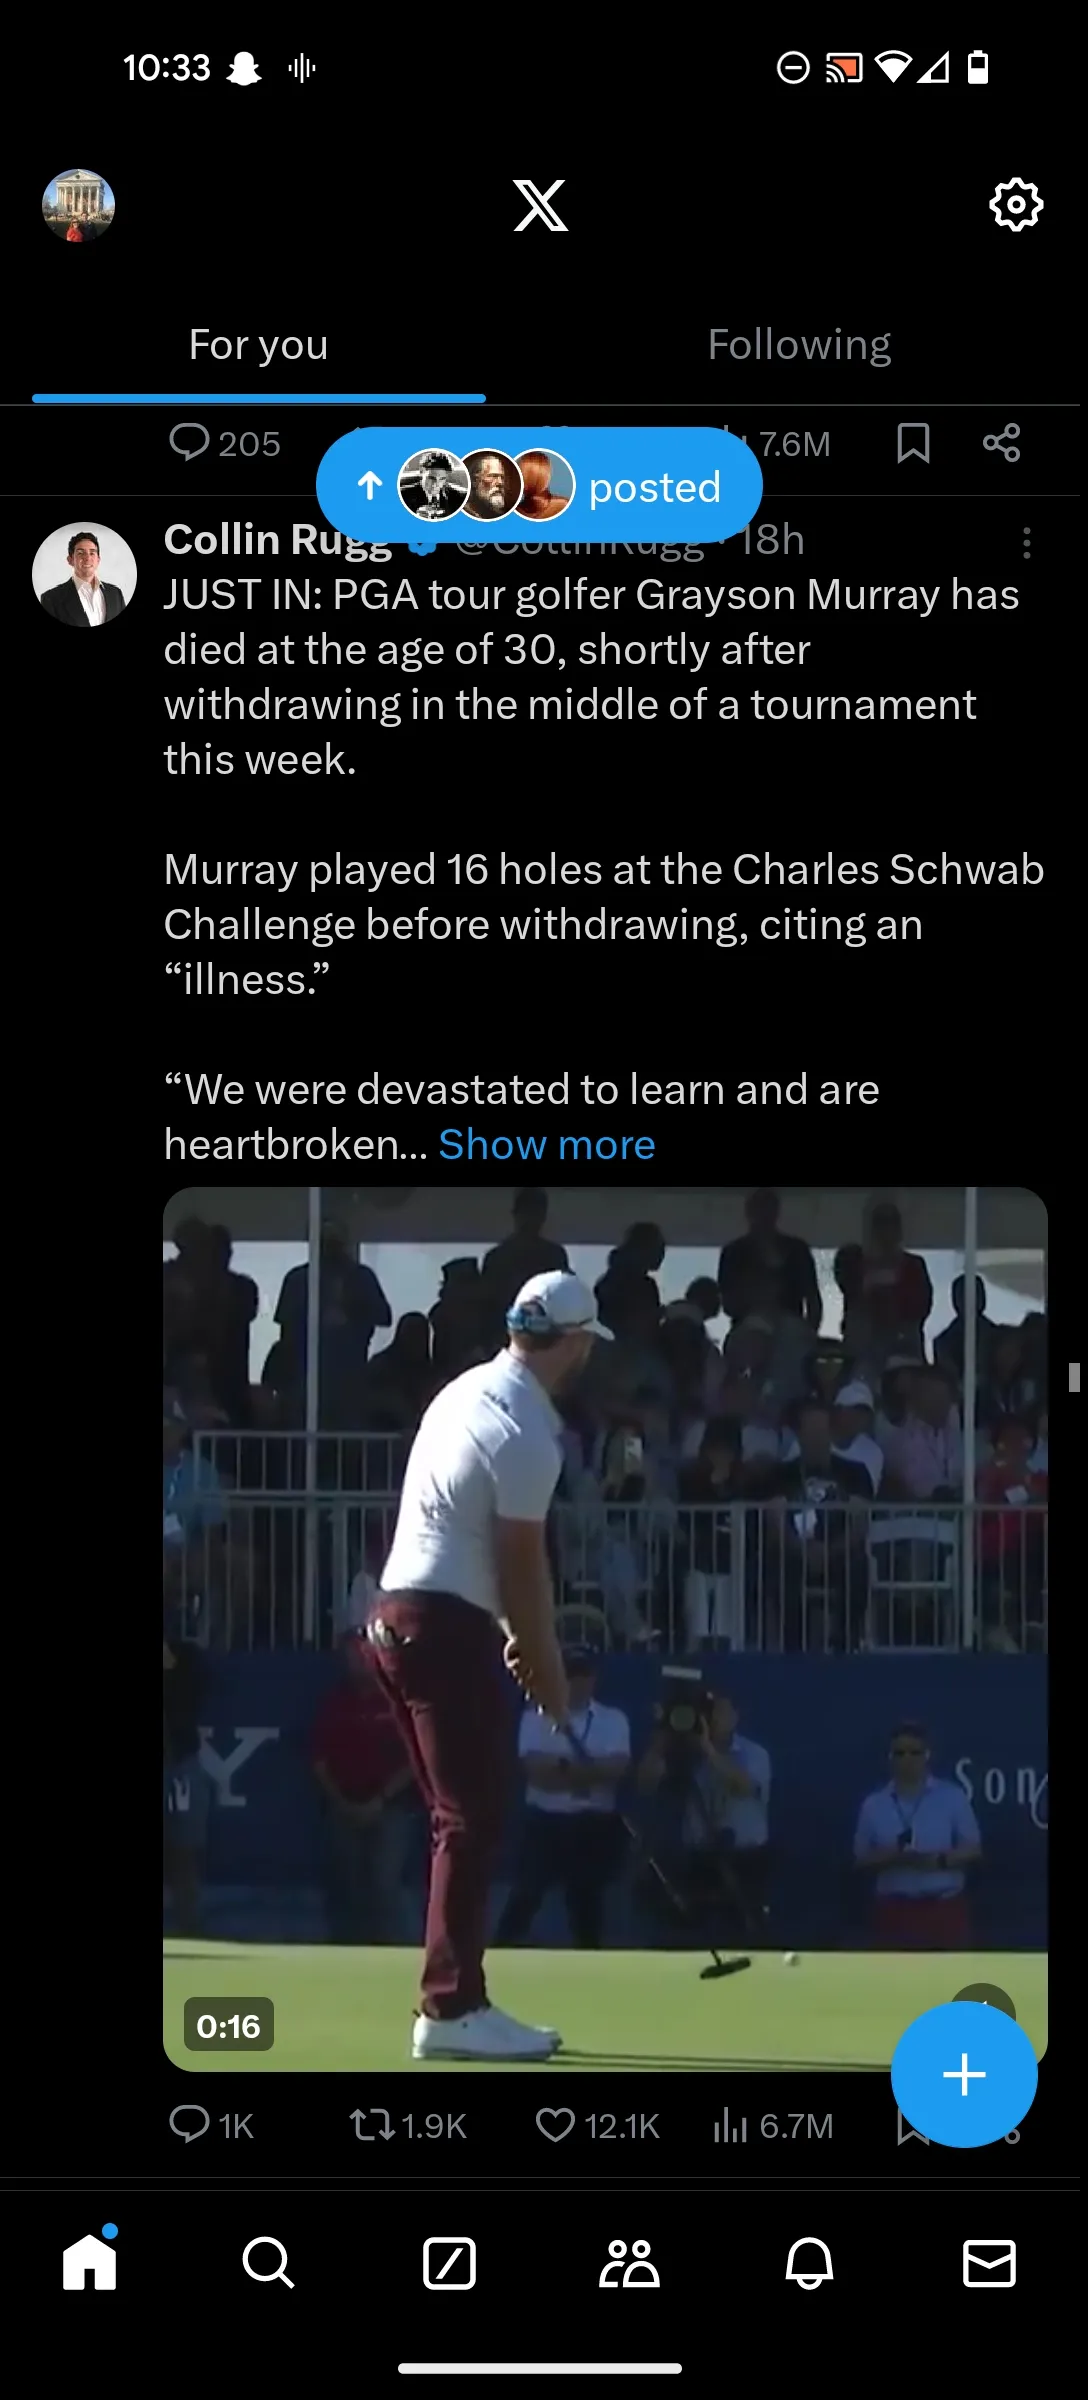 10:33
For you
Following
205
7.6M
posted
Collin Rugg @CollinRugg · 18h
JUST IN: PGA tour golfer Grayson Murray has
died at the age of 30, shortly after
withdrawing in the middle of a tournament
this week.
Murray played 16 holes at the Charles Schwab
Challenge before withdrawing, citing an
“illness.”
“We were devastated to learn and are
heartbroken... Show more
NY
Sony
0:16
1K
1.9K
12.1K
6.7M